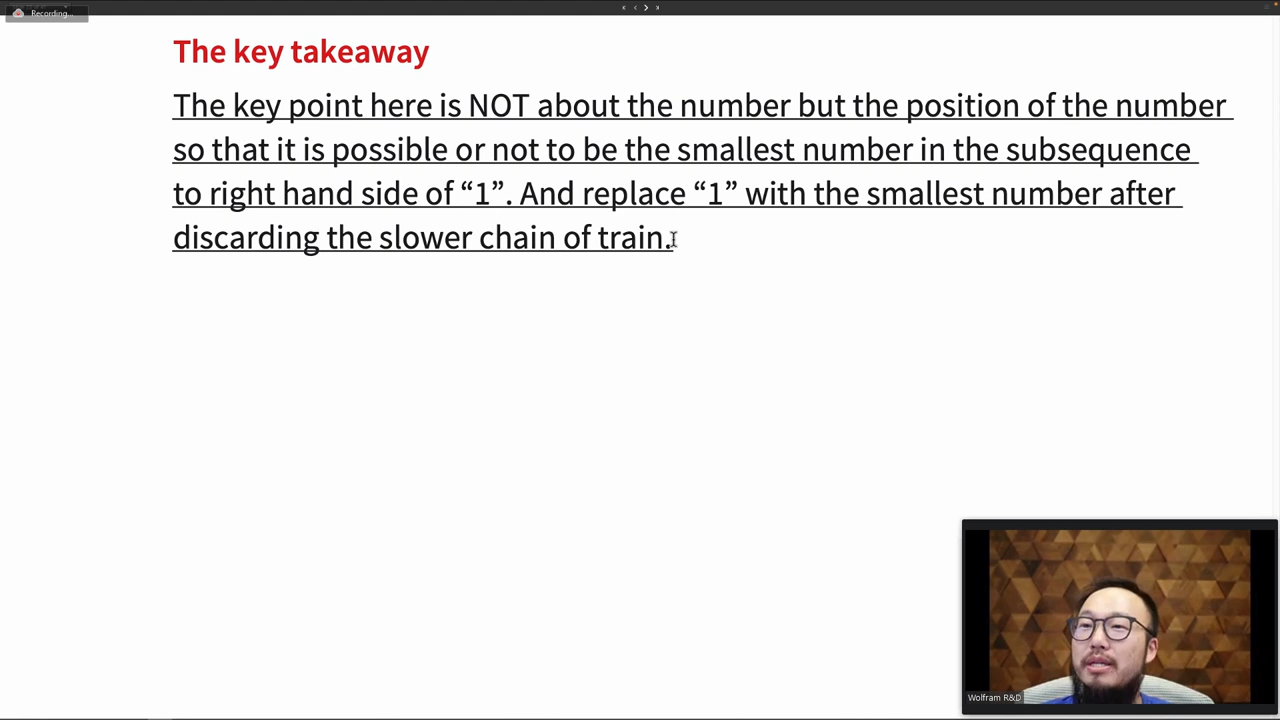 Recording...
The key takeaway
The key point here is NOT about the number but the position of the number
so that it is possible or not to be the smallest number in the subsequence
to right hand side of “1”. And replace “1” with the smallest number after
discarding the slower chain of train.
Wolfram R&D